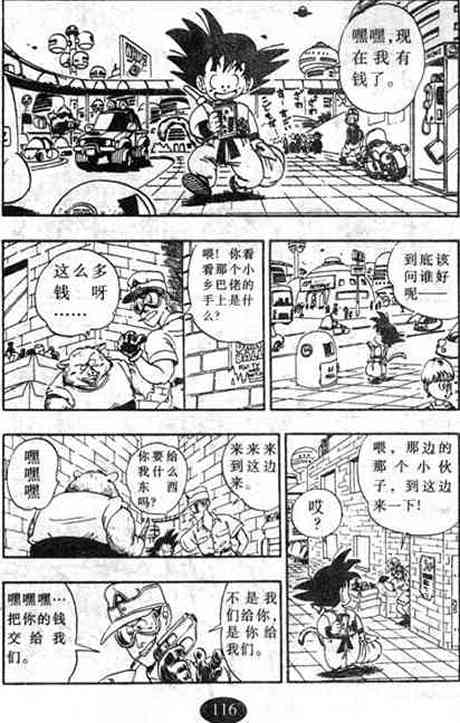 嘿嘿,现
在我有
钱了。
到底该
问谁好
呢——
喂！你看
看那个小
乡巴佬的
手上是什
么？
这么多
钱呀
……
喂，那边的
那个小伙
子，到这边
来一下！
哎？
来来来
到这边
来。
你要给
我什么
东西
吗？
嘿
嘿
嘿
不是我
们给你，
是你给
我们。
嘿嘿嘿…
把你的钱
交给我
们。
116